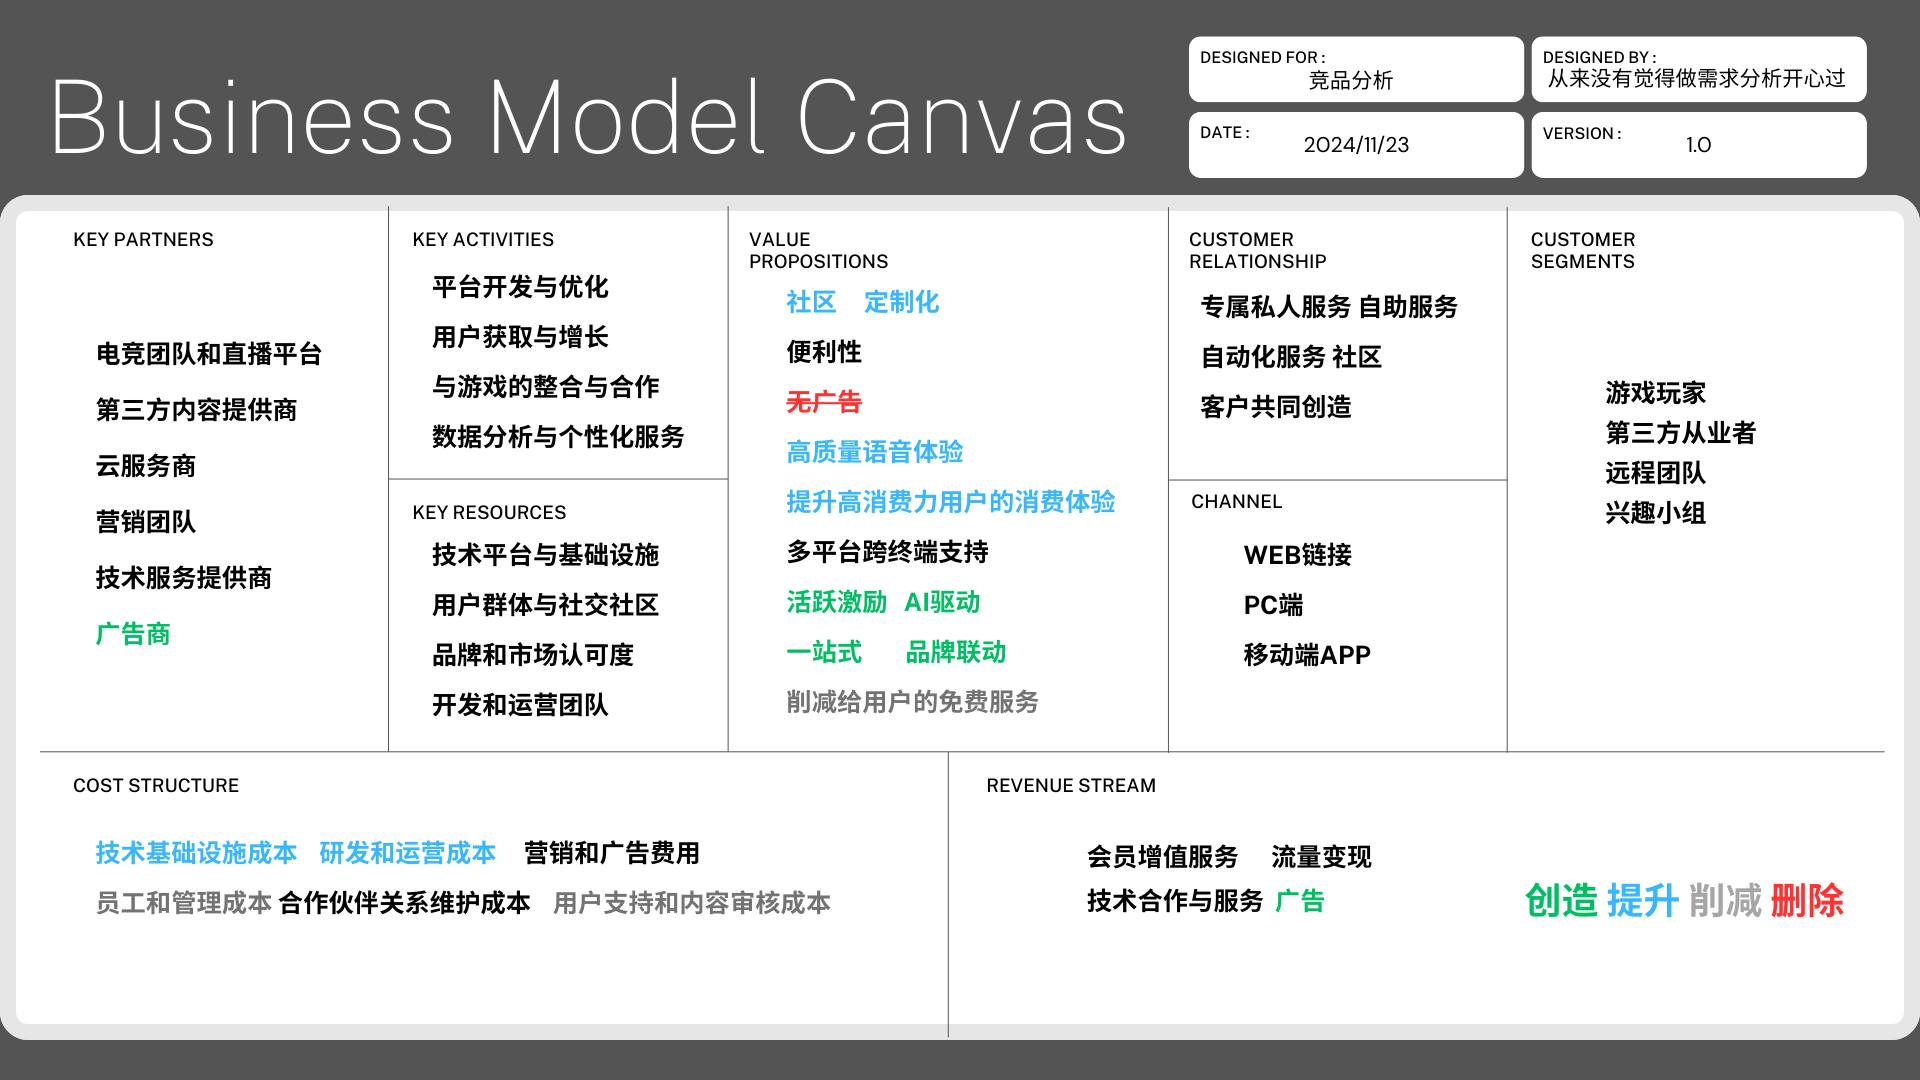 Business Model Canvas
DESIGNED FOR :
竞品分析
DESIGNED BY :
从来没有觉得做需求分析开心过
DATE :
2024/11/23
VERSION :
1.0
KEY PARTNERS
电竞团队和直播平台
第三方内容提供商
云服务商
营销团队
技术服务提供商
广告商
KEY ACTIVITIES
平台开发与优化
用户获取与增长
与游戏的整合与合作
数据分析与个性化服务
KEY RESOURCES
技术平台与基础设施
用户群体与社交社区
品牌和市场认可度
开发和运营团队
VALUE
PROPOSITIONS
社区 定制化
便利性
无广告
高质量语音体验
提升高消费力用户的消费体验
多平台跨终端支持
活跃激励 AI驱动
一站式 品牌联动
削减给用户的免费服务
CUSTOMER
RELATIONSHIP
专属私人服务 自助服务
自动化服务 社区
客户共同创造
CHANNEL
WEB链接
PC端
移动端APP
CUSTOMER
SEGMENTS
游戏玩家
第三方从业者
远程团队
兴趣小组
COST STRUCTURE
技术基础设施成本 研发和运营成本 营销和广告费用
员工和管理成本 合作伙伴关系维护成本 用户支持和内容审核成本
REVENUE STREAM
会员增值服务 流量变现
技术合作与服务 广告
创造 提升 削减 删除